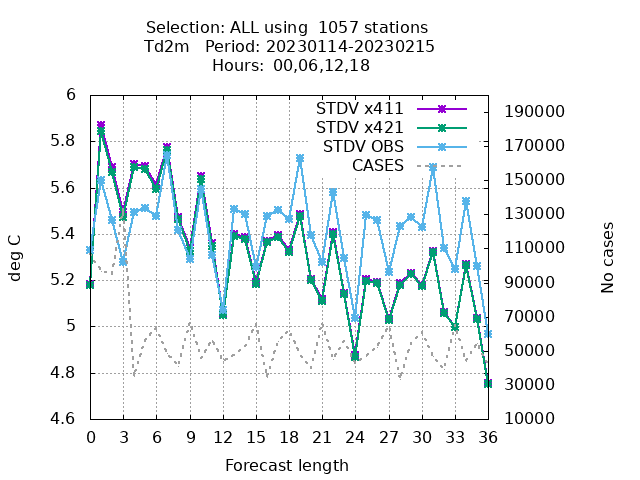 Selection: ALL using  1057 stations
Td2m   Period: 20230114-20230215
Hours:  00,06,12,18
STDV x411
STDV x421
STDV OBS
CASES
deg C
6
5.8
5.6
5.4
5.2
5
4.8
4.6
No cases
190000
170000
150000
130000
110000
90000
70000
50000
30000
10000
0 3 6 9 12 15 18 21 24 27 30 33 36
Forecast length